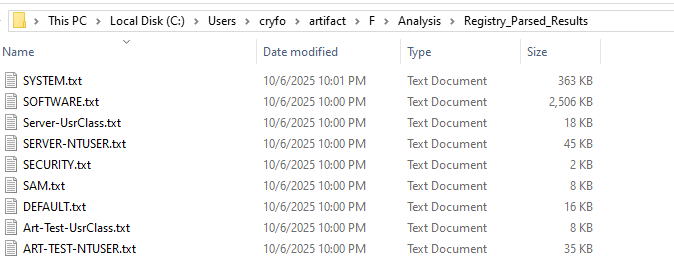 This PC > Local Disk (C:) > Users > cryfo > artifact > F > Analysis > Registry_Parsed_Results
Name Date modified Type Size
SYSTEM.txt 10/6/2025 10:01 PM Text Document 363 KB
SOFTWARE.txt 10/6/2025 10:00 PM Text Document 2,506 KB
Server-UsrClass.txt 10/6/2025 10:00 PM Text Document 18 KB
SERVER-NTUSER.txt 10/6/2025 10:00 PM Text Document 45 KB
SECURITY.txt 10/6/2025 10:00 PM Text Document 2 KB
SAM.txt 10/6/2025 10:00 PM Text Document 8 KB
DEFAULT.txt 10/6/2025 10:00 PM Text Document 16 KB
Art-Test-UsrClass.txt 10/6/2025 10:00 PM Text Document 8 KB
ART-TEST-NTUSER.txt 10/6/2025 10:00 PM Text Document 35 KB